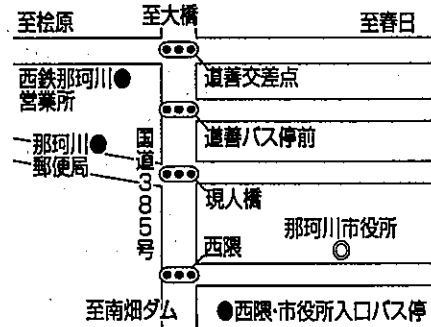 至桧原
至大橋
至春日
西鉄那珂川●
営業所
道善交差点
那珂川●
郵便局
国道385号
道善バス停前
現人橋
西隈
那珂川市役所
◎
至南畑ダム
●西隈・市役所入口バス停